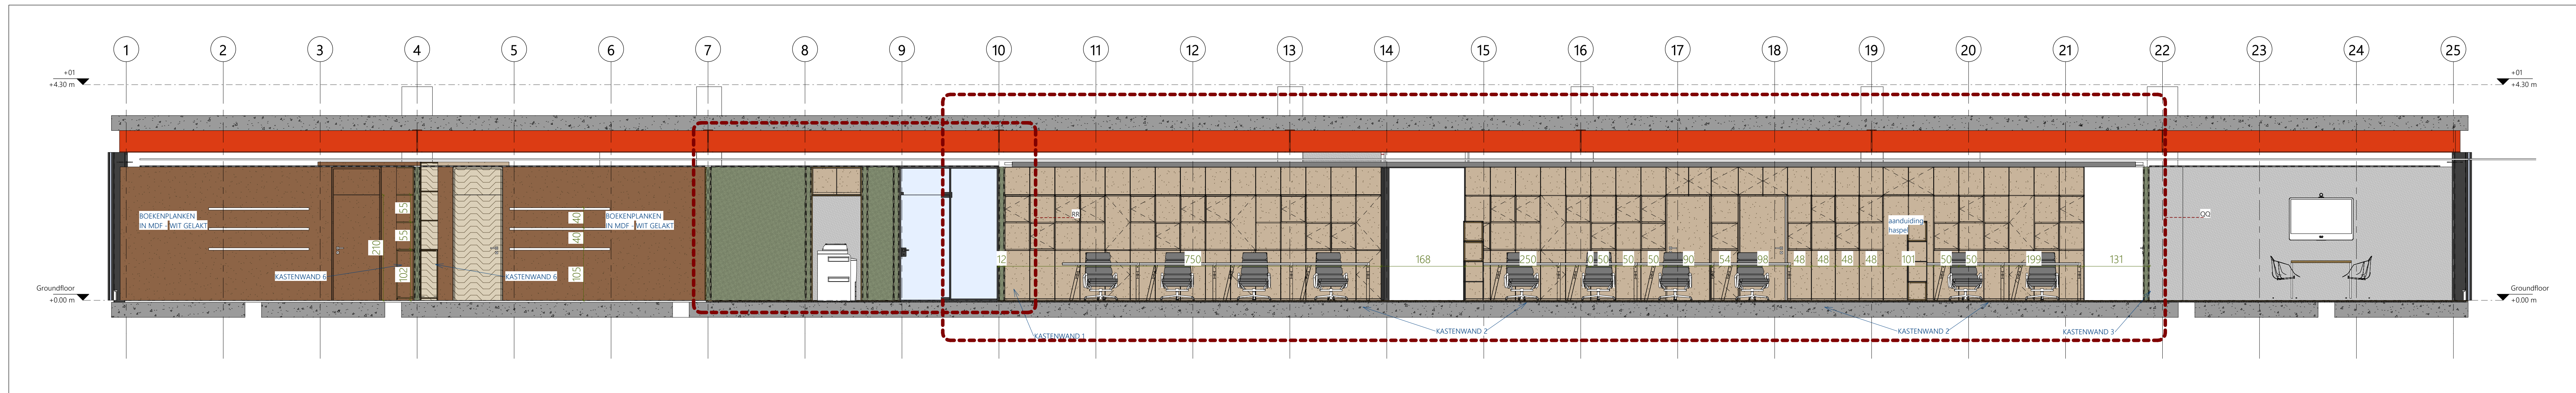 1 2 3 4 5 6 7 8 9 10 11 12 13 14 15 16 17 18 19 20 21 22 23 24 25
+01
+4.30 m
+01
+4.30 m
BOEKENPLANKEN
IN MDF - WIT GELAKT
BOEKENPLANKEN
IN MDF - WIT GELAKT
55
55
102
210
40
40
105
KASTENWAND 6
KASTENWAND 6
RR
aanduiding
haspel
QQ
12 750 168 250 50 50 50 90 54 98 48 48 48 48 101 50 50 199 131
Groundfloor
+0.00 m
Groundfloor
+0.00 m
KASTENWAND 1
KASTENWAND 2
KASTENWAND 2
KASTENWAND 3